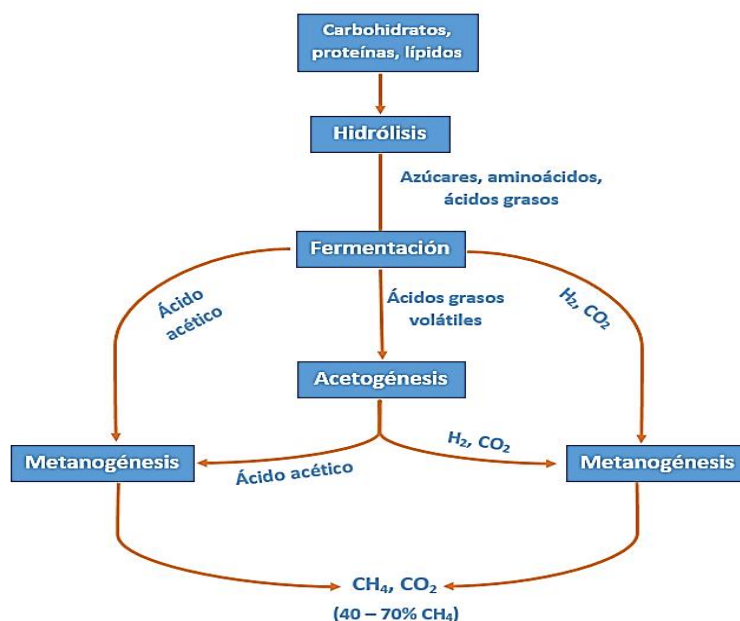 Carbohidratos,
proteínas, lípidos
Hidrólisis
Azúcares, aminoácidos,
ácidos grasos
Fermentación
Ácido
acético
Ácidos grasos
volátiles
H₂, CO₂
Acetogénesis
Metanogénesis
Ácido acético
H₂, CO₂
Metanogénesis
CH₄, CO₂
(40 – 70% CH₄)